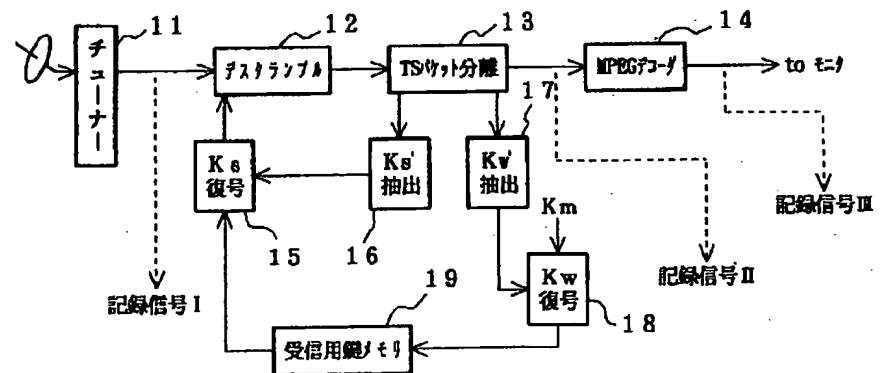 11
チューナー
12
デスクランブル
13
TSパケット分離
14
MPEGデコーダ
to モニタ
17
Ks
復号
Ks'
抽出
Kw'
抽出
Km
記録信号III
15
16
Kw
復号
記録信号II
記録信号I
19
18
受信用鍵メモリ